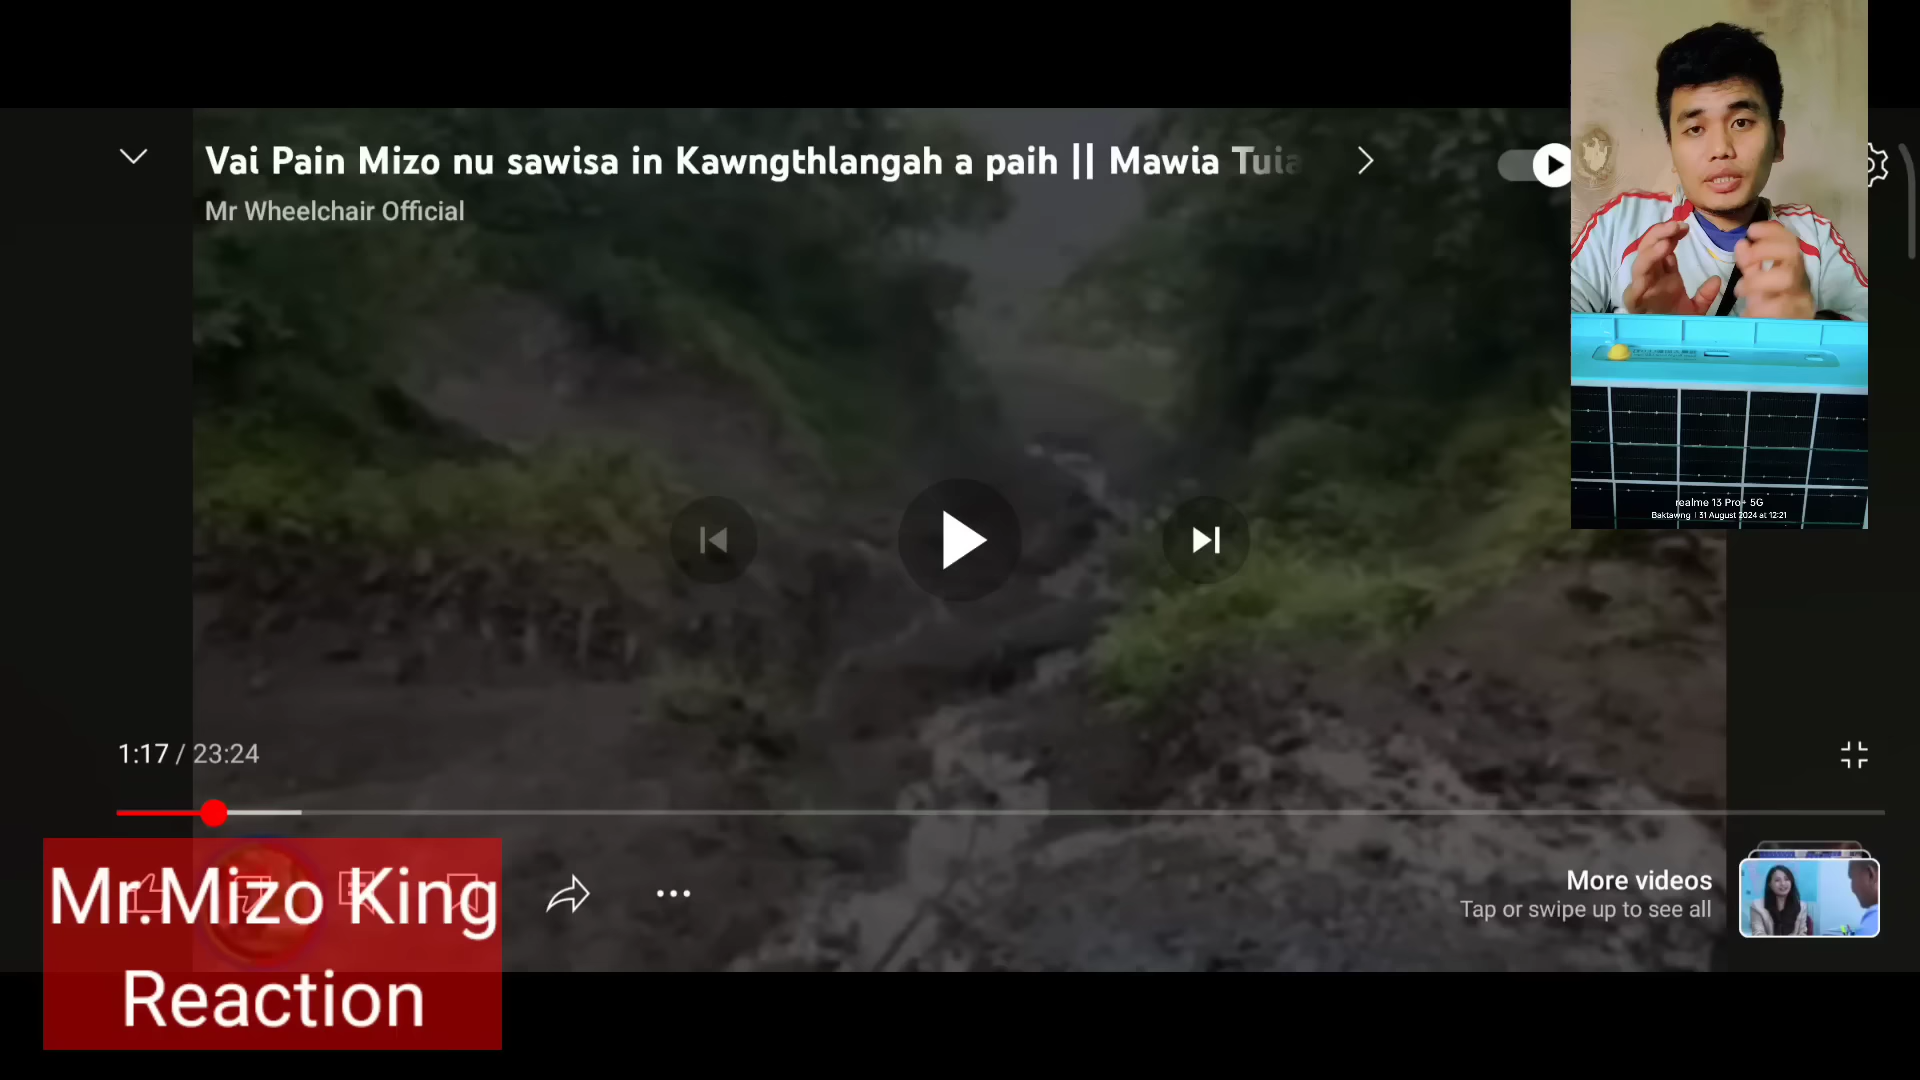 Vai Pain Mizo nu sawisa in Kawngthlangah a paih || Mawia Tuia
Mr Wheelchair Official
realme 13 Pro+ 5G
Baktawng | 31 August 2024 at 12:21
1:17 / 23:24
More videos
Tap or swipe up to see all
Mr.Mizo King
Reaction